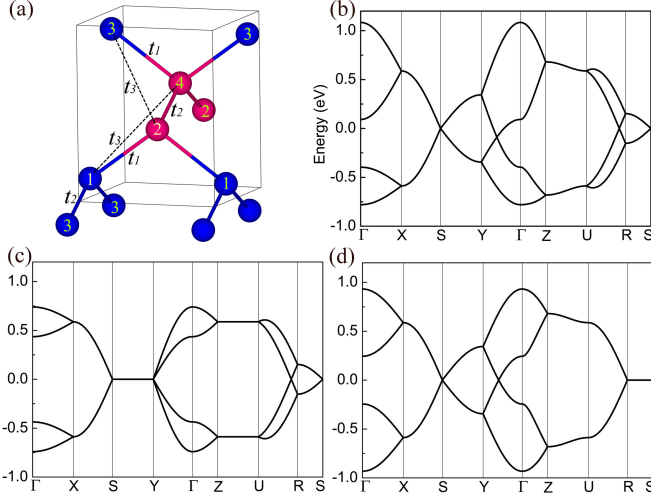 (a)
3
3
t1
4
t3
t2
2
2
t3
1
t1
1
t2
3
3
(b)
Energy (eV)
1.0
0.5
0.0
-0.5
-1.0
Γ X S Y Γ Z U R S
(c)
1.0
0.5
0.0
-0.5
-1.0
Γ X S Y Γ Z U R S
(d)
1.0
0.5
0.0
-0.5
-1.0
Γ X S Y Γ Z U R S